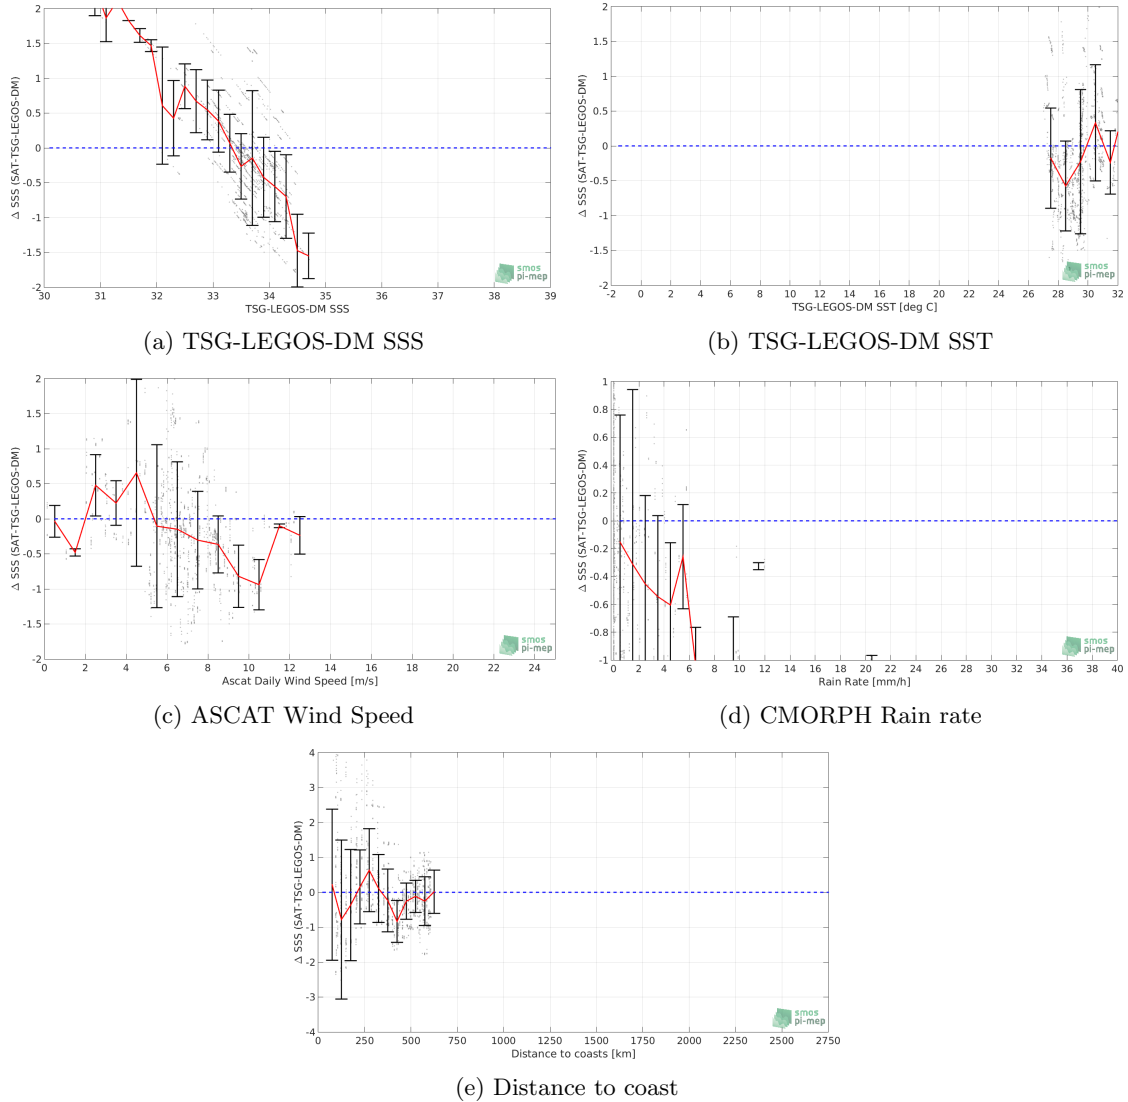 Δ SSS (SAT-TSG-LEGOS-DM)
2
1.5
1
0.5
0
-0.5
-1
-1.5
-2
30 31 32 33 34 35 36 37 38 39
TSG-LEGOS-DM SSS
smos
pi-mep
(a) TSG-LEGOS-DM SSS
Δ SSS (SAT-TSG-LEGOS-DM)
2
1.5
1
0.5
0
-0.5
-1
-1.5
-2
-2 0 2 4 6 8 10 12 14 16 18 20 22 24 26 28 30 32
TSG-LEGOS-DM SST [deg C]
smos
pi-mep
(b) TSG-LEGOS-DM SST
Δ SSS (SAT-TSG-LEGOS-DM)
2
1.5
1
0.5
0
-0.5
-1
-1.5
-2
0 2 4 6 8 10 12 14 16 18 20 22 24
Ascat Daily Wind Speed [m/s]
smos
pi-mep
(c) ASCAT Wind Speed
Δ SSS (SAT-TSG-LEGOS-DM)
1
0.8
0.6
0.4
0.2
0
-0.2
-0.4
-0.6
-0.8
-1
0 2 4 6 8 10 12 14 16 18 20 22 24 26 28 30 32 34 36 38 40
Rain Rate [mm/h]
smos
pi-mep
(d) CMORPH Rain rate
Δ SSS (SAT-TSG-LEGOS-DM)
4
3
2
1
0
-1
-2
-3
-4
0 250 500 750 1000 1250 1500 1750 2000 2250 2500 2750
Distance to coasts [km]
smos
pi-mep
(e) Distance to coast